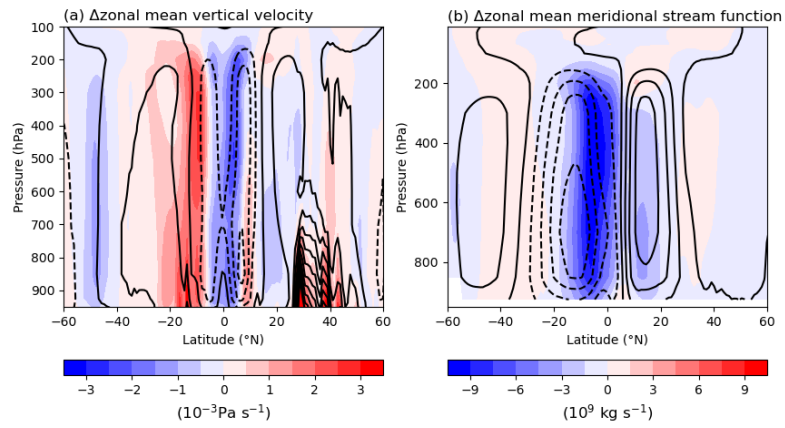 (a) Δzonal mean vertical velocity
(b) Δzonal mean meridional stream function
100
200
300
400
500
600
700
800
900
Pressure (hPa)
−60 −40 −20 0 20 40 60
Latitude (°N)
200
400
600
800
Pressure (hPa)
−60 −40 −20 0 20 40 60
Latitude (°N)
−3 −2 −1 0 1 2 3
(10⁻³Pa s⁻¹)
−9 −6 −3 0 3 6 9
(10⁹ kg s⁻¹)